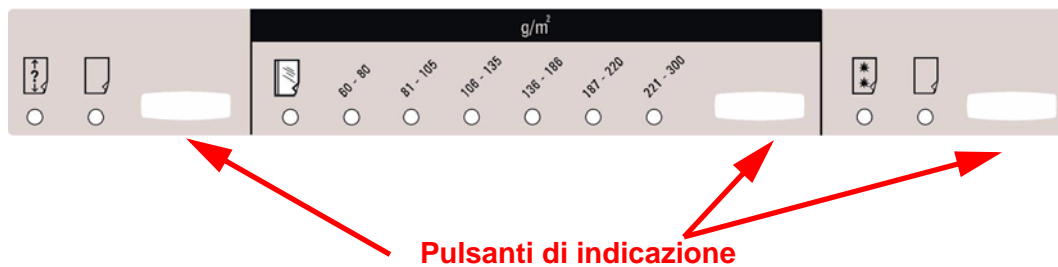 g/m²
?
60 - 80
81 - 105
106 - 135
136 - 186
187 - 220
221 - 300
Pulsanti di indicazione